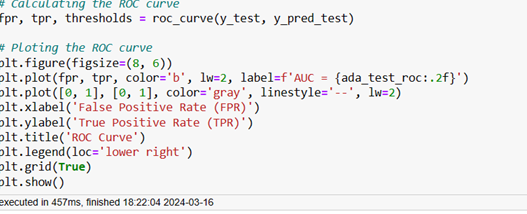 # Calculating the ROC curve
fpr, tpr, thresholds = roc_curve(y_test, y_pred_test)
# Ploting the ROC curve
plt.figure(figsize=(8, 6))
plt.plot(fpr, tpr, color='b', lw=2, label=f'AUC = {ada_test_roc:.2f}')
plt.plot([0, 1], [0, 1], color='gray', linestyle='--', lw=2)
plt.xlabel('False Positive Rate (FPR)')
plt.ylabel('True Positive Rate (TPR)')
plt.title('ROC Curve')
plt.legend(loc='lower right')
plt.grid(True)
plt.show()
executed in 457ms, finished 18:22:04 2024-03-16